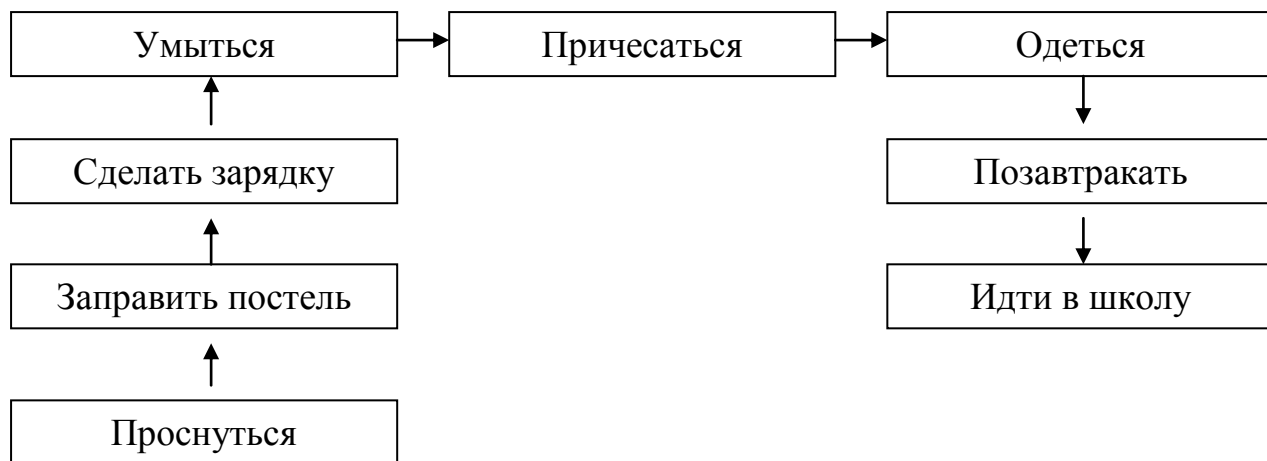 Умыться
Причесаться
Одеться
Сделать зарядку
Позавтракать
Заправить постель
Идти в школу
Проснуться